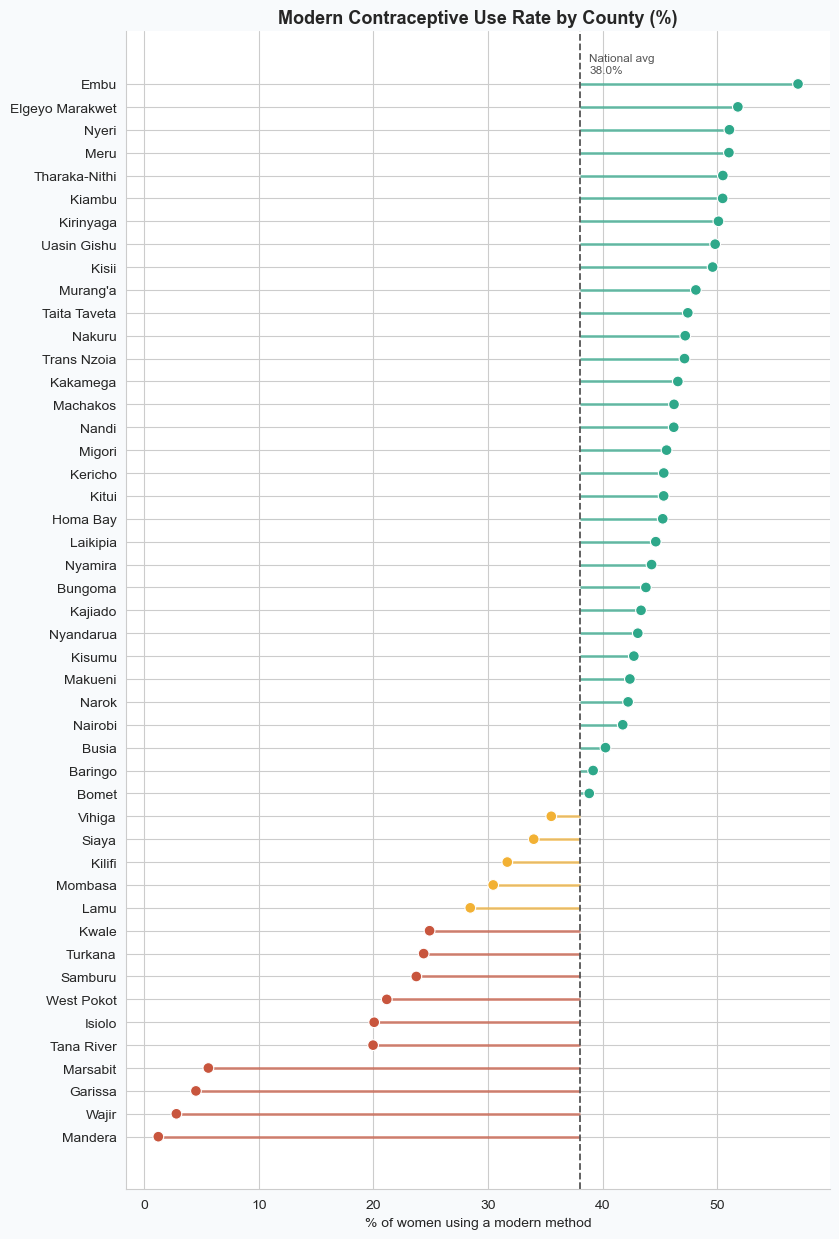 Modern Contraceptive Use Rate by County (%)
National avg
38.0%
Embu
Elgeyo Marakwet
Nyeri
Meru
Tharaka-Nithi
Kiambu
Kirinyaga
Uasin Gishu
Kisii
Murang'a
Taita Taveta
Nakuru
Trans Nzoia
Kakamega
Machakos
Nandi
Migori
Kericho
Kitui
Homa Bay
Laikipia
Nyamira
Bungoma
Kajiado
Nyandarua
Kisumu
Makueni
Narok
Nairobi
Busia
Baringo
Bomet
Vihiga
Siaya
Kilifi
Mombasa
Lamu
Kwale
Turkana
Samburu
West Pokot
Isiolo
Tana River
Marsabit
Garissa
Wajir
Mandera
0 10 20 30 40 50
% of women using a modern method